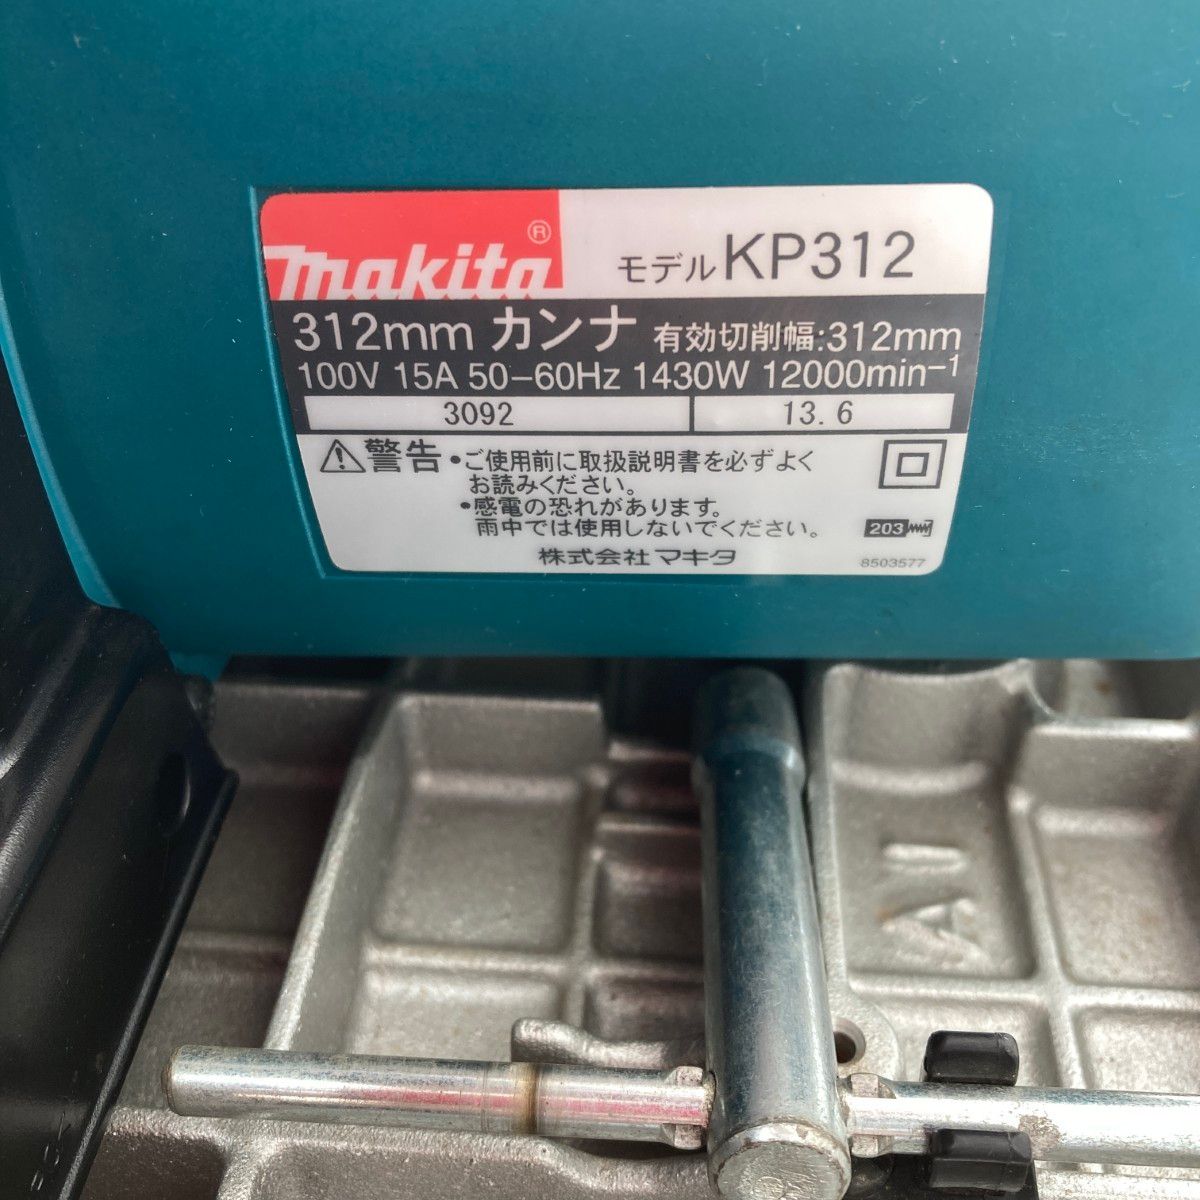 makita®
モデル KP312
312mm カンナ 有効切削幅:312mm
100V 15A 50-60Hz 1430W 12000min-1
3092 13.6
警告 •ご使用前に取扱説明書を必ずよく
お読みください。
•感電の恐れがあります。
雨中では使用しないでください。
203
株式会社マキタ 8503577